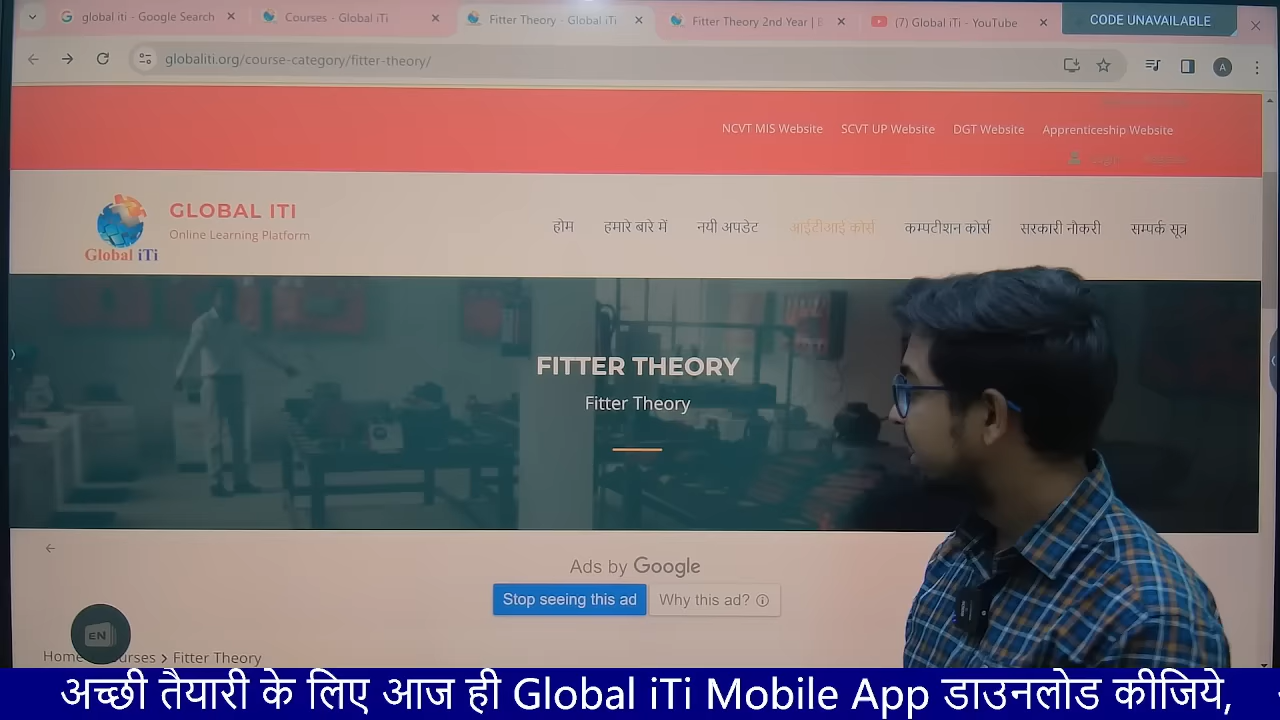 global iti - Google Search
Courses - Global iTi
Fitter Theory - Global iTi
Fitter Theory 2nd Year |
(7) Global iTi - YouTube
CODE UNAVAILABLE
globaliti.org/course-category/fitter-theory/
A
NCVT MIS Website
SCVT UP Website
DGT Website
Apprenticeship Website
Login
GLOBAL ITI
Online Learning Platform
Global iTi
होम
हमारे बारे में
नयी अपडेट
आईटीआई कोर्स
कम्पटीशन कोर्स
सरकारी नौकरी
सम्पर्क सूत्र
FITTER THEORY
Fitter Theory
Ads by Google
Stop seeing this ad
Why this ad?
EN
Home
Fitter Theory
अच्छी तैयारी के लिए आज ही Global iTi Mobile App डाउनलोड कीजिये,